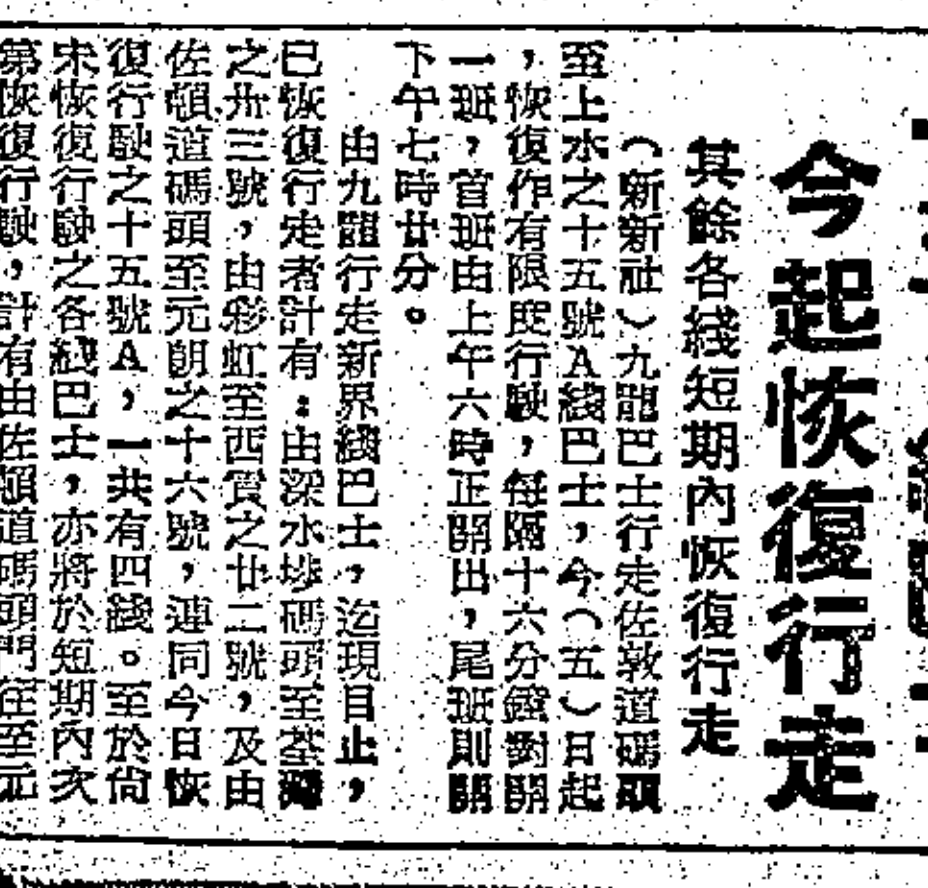 今起恢復行走
其餘各綫短期內恢復行走
（新新社）九龍巴士行走佐敦道碼頭
至上水之十五號A綫巴士，今（五）日起
，恢復作有限度行駛，每隔十六分鐘對開
一班，首班由上午六時正開出，尾班則開
下午七時廿分。
由九龍行走新界綫巴士，迄現目止，
已恢復行走者計有：由深水埗碼頭至荃灣
之卅三號，由彩虹至西貢之廿二號，及由
佐頓道碼頭至元朗之十六號，連同今日恢
復行駛之十五號A，一共有四綫。至於尙
未恢復行駛之各綫巴士，亦將於短期內次
第恢復行駛，計有由佐頓道碼頭至元